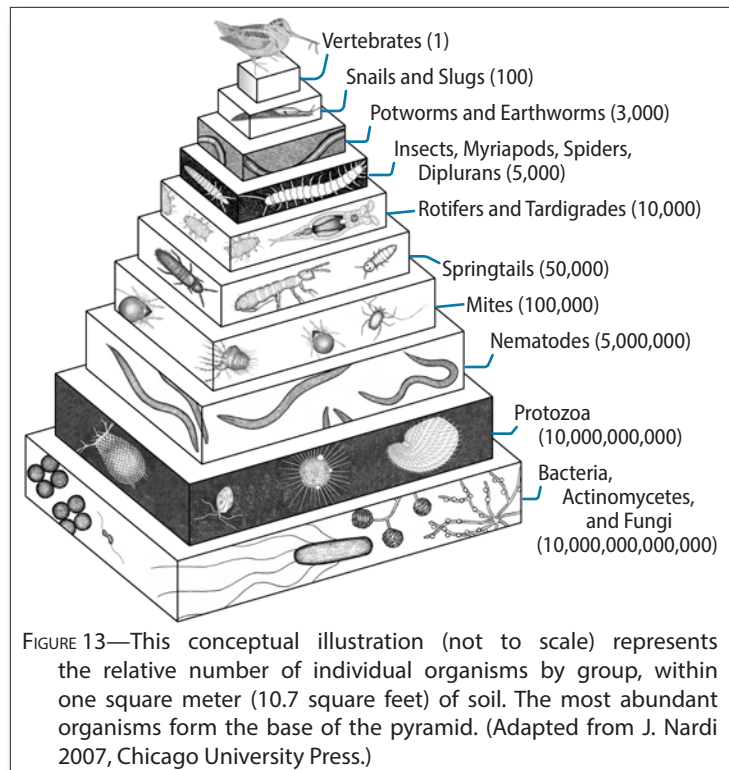 Vertebrates (1)
Snails and Slugs (100)
Potworms and Earthworms (3,000)
Insects, Myriapods, Spiders,
Diplurans (5,000)
Rotifers and Tardigrades (10,000)
Springtails (50,000)
Mites (100,000)
Nematodes (5,000,000)
Protozoa
(10,000,000,000)
Bacteria,
Actinomycetes,
and Fungi
(10,000,000,000,000)
FIGURE 13—This conceptual illustration (not to scale) represents
the relative number of individual organisms by group, within
one square meter (10.7 square feet) of soil. The most abundant
organisms form the base of the pyramid. (Adapted from J. Nardi
2007, Chicago University Press.)